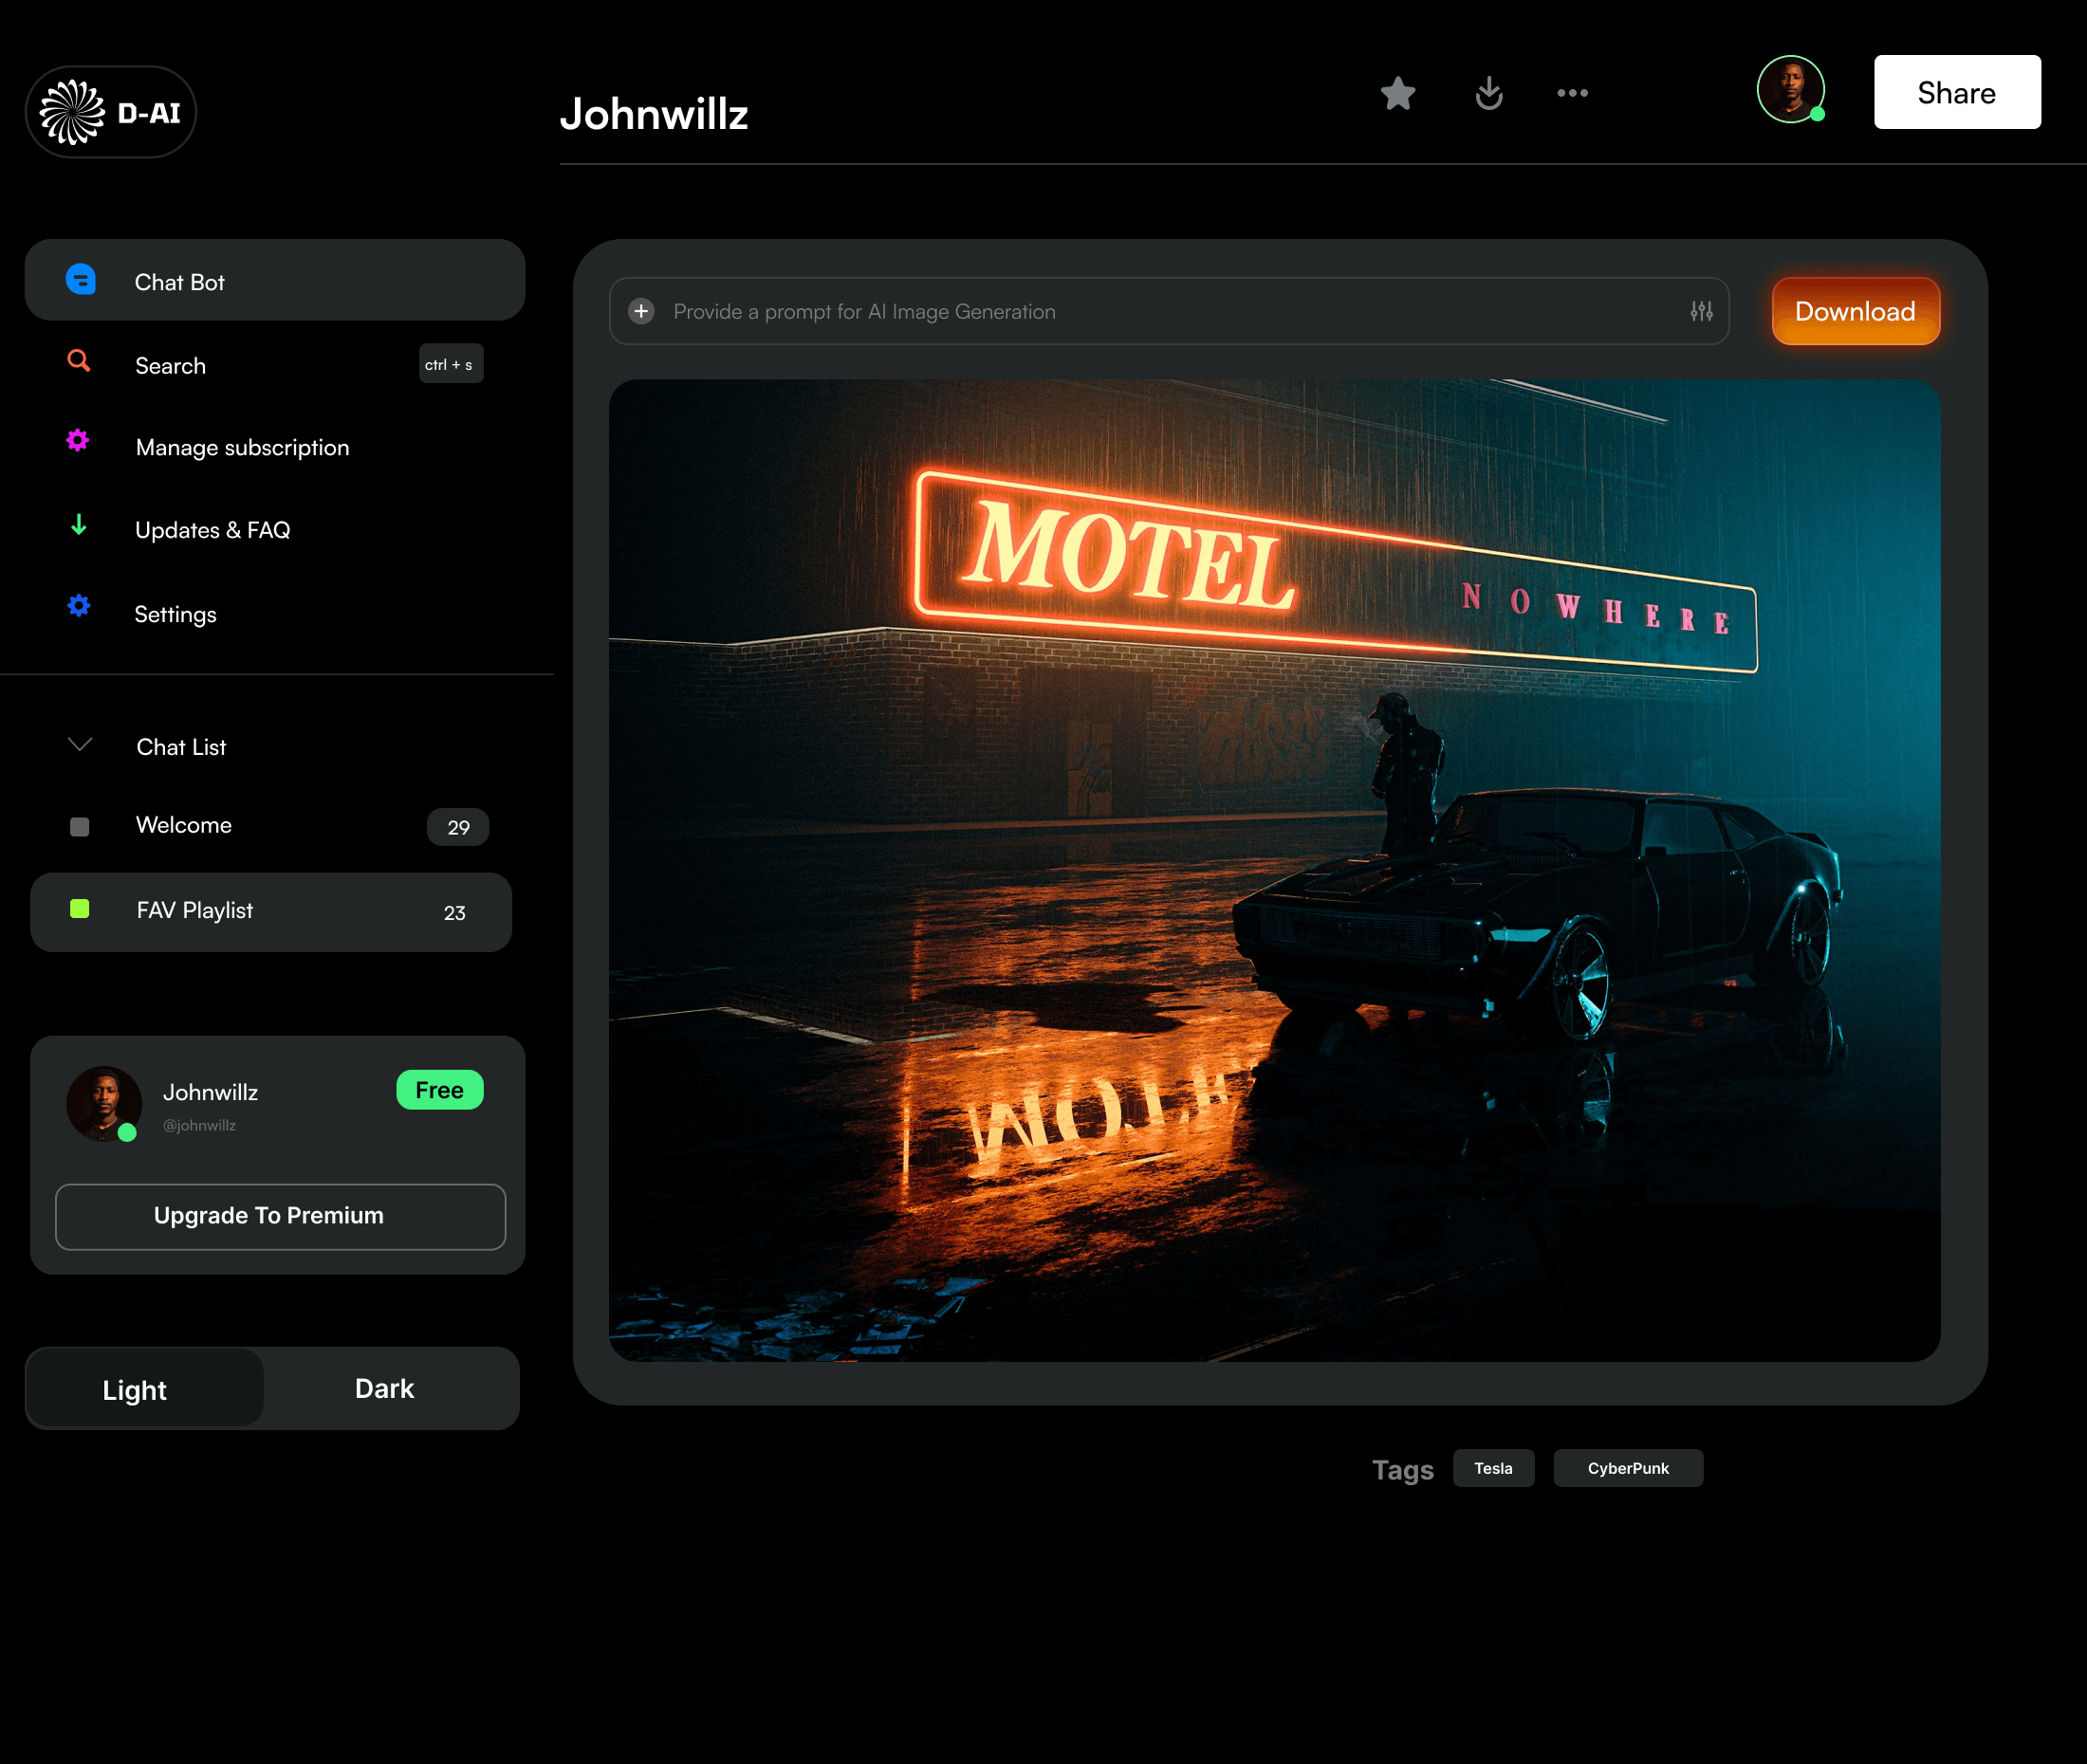 D-AI
Johnwillz
Share
Chat Bot
Search
ctrl + s
Manage subscription
Updates & FAQ
Settings
Chat List
Welcome
29
FAV Playlist
23
Johnwillz
Free
@johnwillz
Upgrade To Premium
Light
Dark
Provide a prompt for AI Image Generation
Download
MOTEL
NOWHERE
Tags
Tesla
CyberPunk